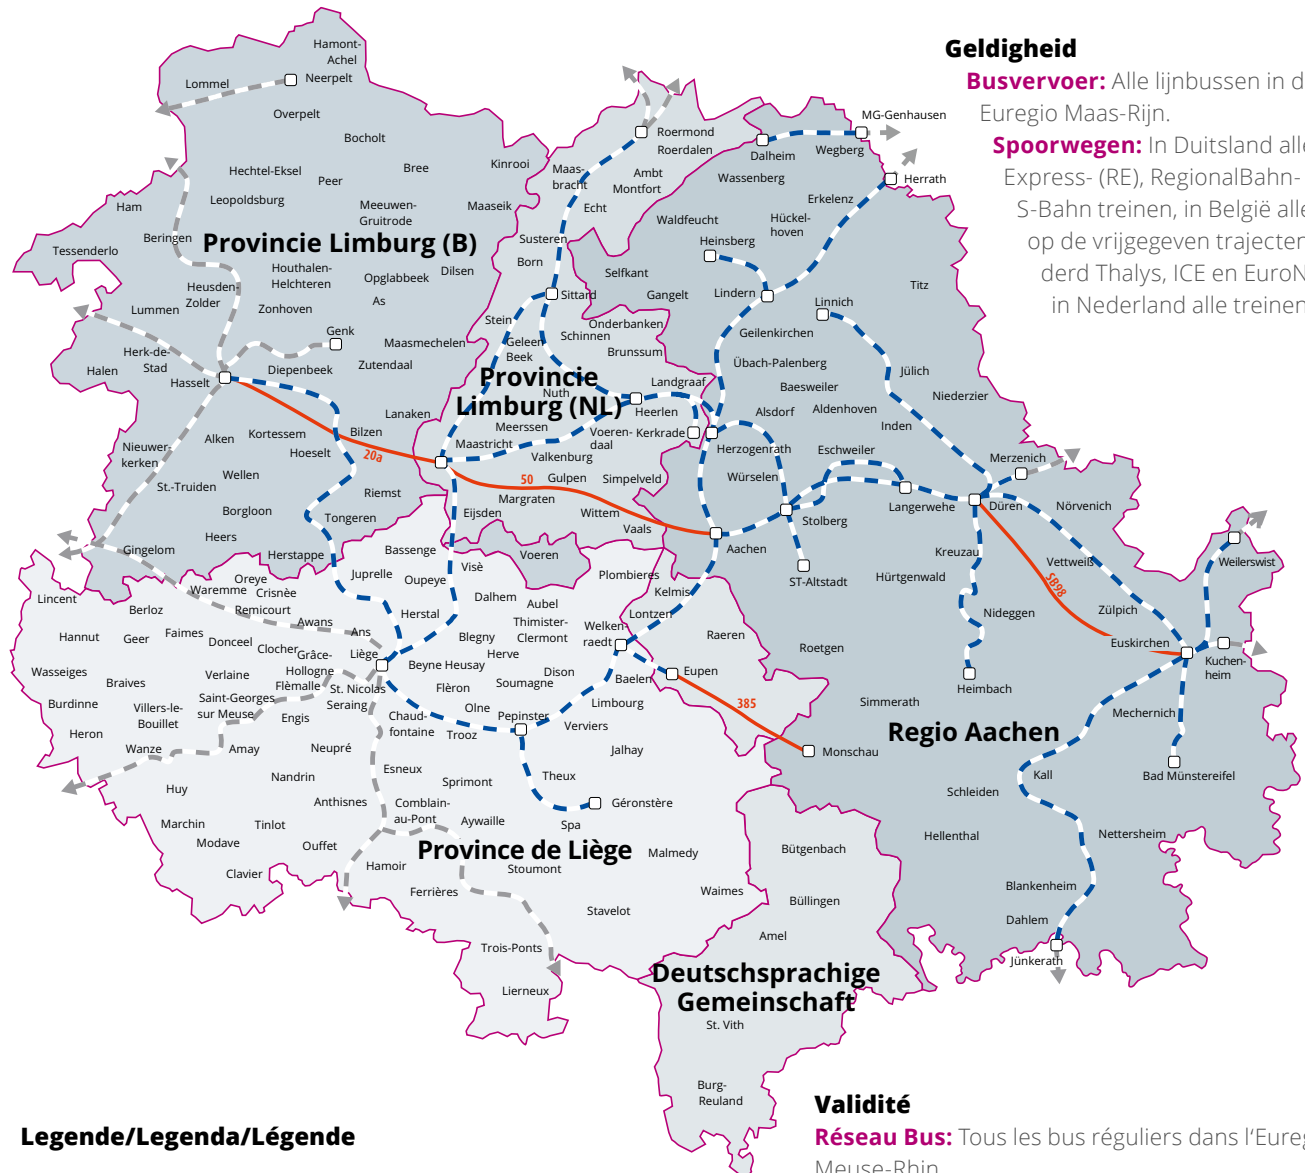 Geldigheid
Busvervoer: Alle lijnbussen in d
Euregio Maas-Rijn.
Spoorwegen: In Duitsland alle
Express- (RE), RegionalBahn-
S-Bahn treinen, in België alle
op de vrijgegeven trajecten
derd Thalys, ICE en EuroN
in Nederland alle treinen
Hamont-
Achel
Neerpelt
Lommel
Overpelt
Bocholt
Bree
Kinrooi
Hechtel-Eksel
Peer
Leopoldsburg
Meeuwen-
Gruitrode
Maaseik
Ham
Beringen
Tessenderlo
Provincie Limburg (B)
Houthalen-
Helchteren
Opglabbeek
Dilsen
Heusden-
Zolder
As
Lummen
Zonhoven
Genk
Maasmechelen
Herk-de-
Stad
Halen
Hasselt
Diepenbeek
Zutendaal
Lanaken
Bilzen
20a
Alken
Kortessem
Hoeselt
Nieuwer-
kerken
Wellen
St.-Truiden
Riemst
Borgloon
Tongeren
Heers
Herstappe
Gingelom
Roermond
Roerdalen
Maas-
bracht
Ambt
Montfort
Echt
Susteren
Born
Sittard
Stein
Geleen
Beek
Schinnen
Onderbanken
Brunssum
Provincie
Limburg (NL)
Nuth
Landgraaf
Heerlen
Meerssen
Maastricht
Voeren-
daal
Kerkrade
Valkenburg
50
Gulpen
Simpelveld
Margraten
Eijsden
Wittem
Vaals
MG-Genhausen
Dalheim
Wegberg
Wassenberg
Herrath
Erkelenz
Waldfeucht
Hückel-
hoven
Heinsberg
Selfkant
Gangelt
Lindern
Linnich
Titz
Geilenkirchen
Übach-Palenberg
Jülich
Baesweiler
Niederzier
Alsdorf
Aldenhoven
Inden
Herzogenrath
Eschweiler
Merzenich
Würselen
Stolberg
Langerwehe
Düren
Nörvenich
Aachen
ST-Altstadt
Kreuzau
Hürtgenwald
Vettweiß
Weilerswist
SB98
Nideggen
Zülpich
Euskirchen
Kuchen-
heim
Roetgen
Heimbach
Simmerath
Mechernich
Regio Aachen
Monschau
Kall
Bad Münstereifel
Schleiden
Hellenthal
Nettersheim
Blankenheim
Dahlem
Jünkerath
Bassenge
Voeren
Visè
Plombieres
Juprelle
Oupeye
Kelmis
Oreye
Waremme
Crisnèe
Remicourt
Lincent
Berloz
Dalhem
Aubel
Lontzen
Herstal
Thimister-
Clermont
Welken-
raedt
Awans
Ans
Raeren
Hannut
Geer
Faimes
Donceel
Clocher
Blegny
Herve
Grâce-
Hollogne
Liège
Beyne Heusay
Dison
Eupen
Wasseiges
Verlaine
Braives
Flèmalle
St. Nicolas
Flèron
Soumagne
Baelen
Burdinne
Saint-Georges
sur Meuse
Villers-le-
Bouillet
Seraing
Engis
Olne
Pepinster
Limbourg
385
Chaud-
fontaine
Trooz
Verviers
Heron
Wanze
Amay
Neupré
Jalhay
Esneux
Sprimont
Theux
Huy
Nandrin
Anthisnes
Comblain-
au-Pont
Géronstère
Aywaille
Spa
Marchin
Tinlot
Modave
Ouffet
Province de Liège
Malmedy
Hamoir
Stoumont
Clavier
Ferrières
Waimes
Stavelot
Trois-Ponts
Lierneux
Bütgenbach
Büllingen
Amel
Deutschsprachige
Gemeinschaft
St. Vith
Burg-
Reuland
Legende/Legenda/Légende
Validité
Réseau Bus: Tous les bus réguliers dans l‘Eureg
Meuse-Rhin